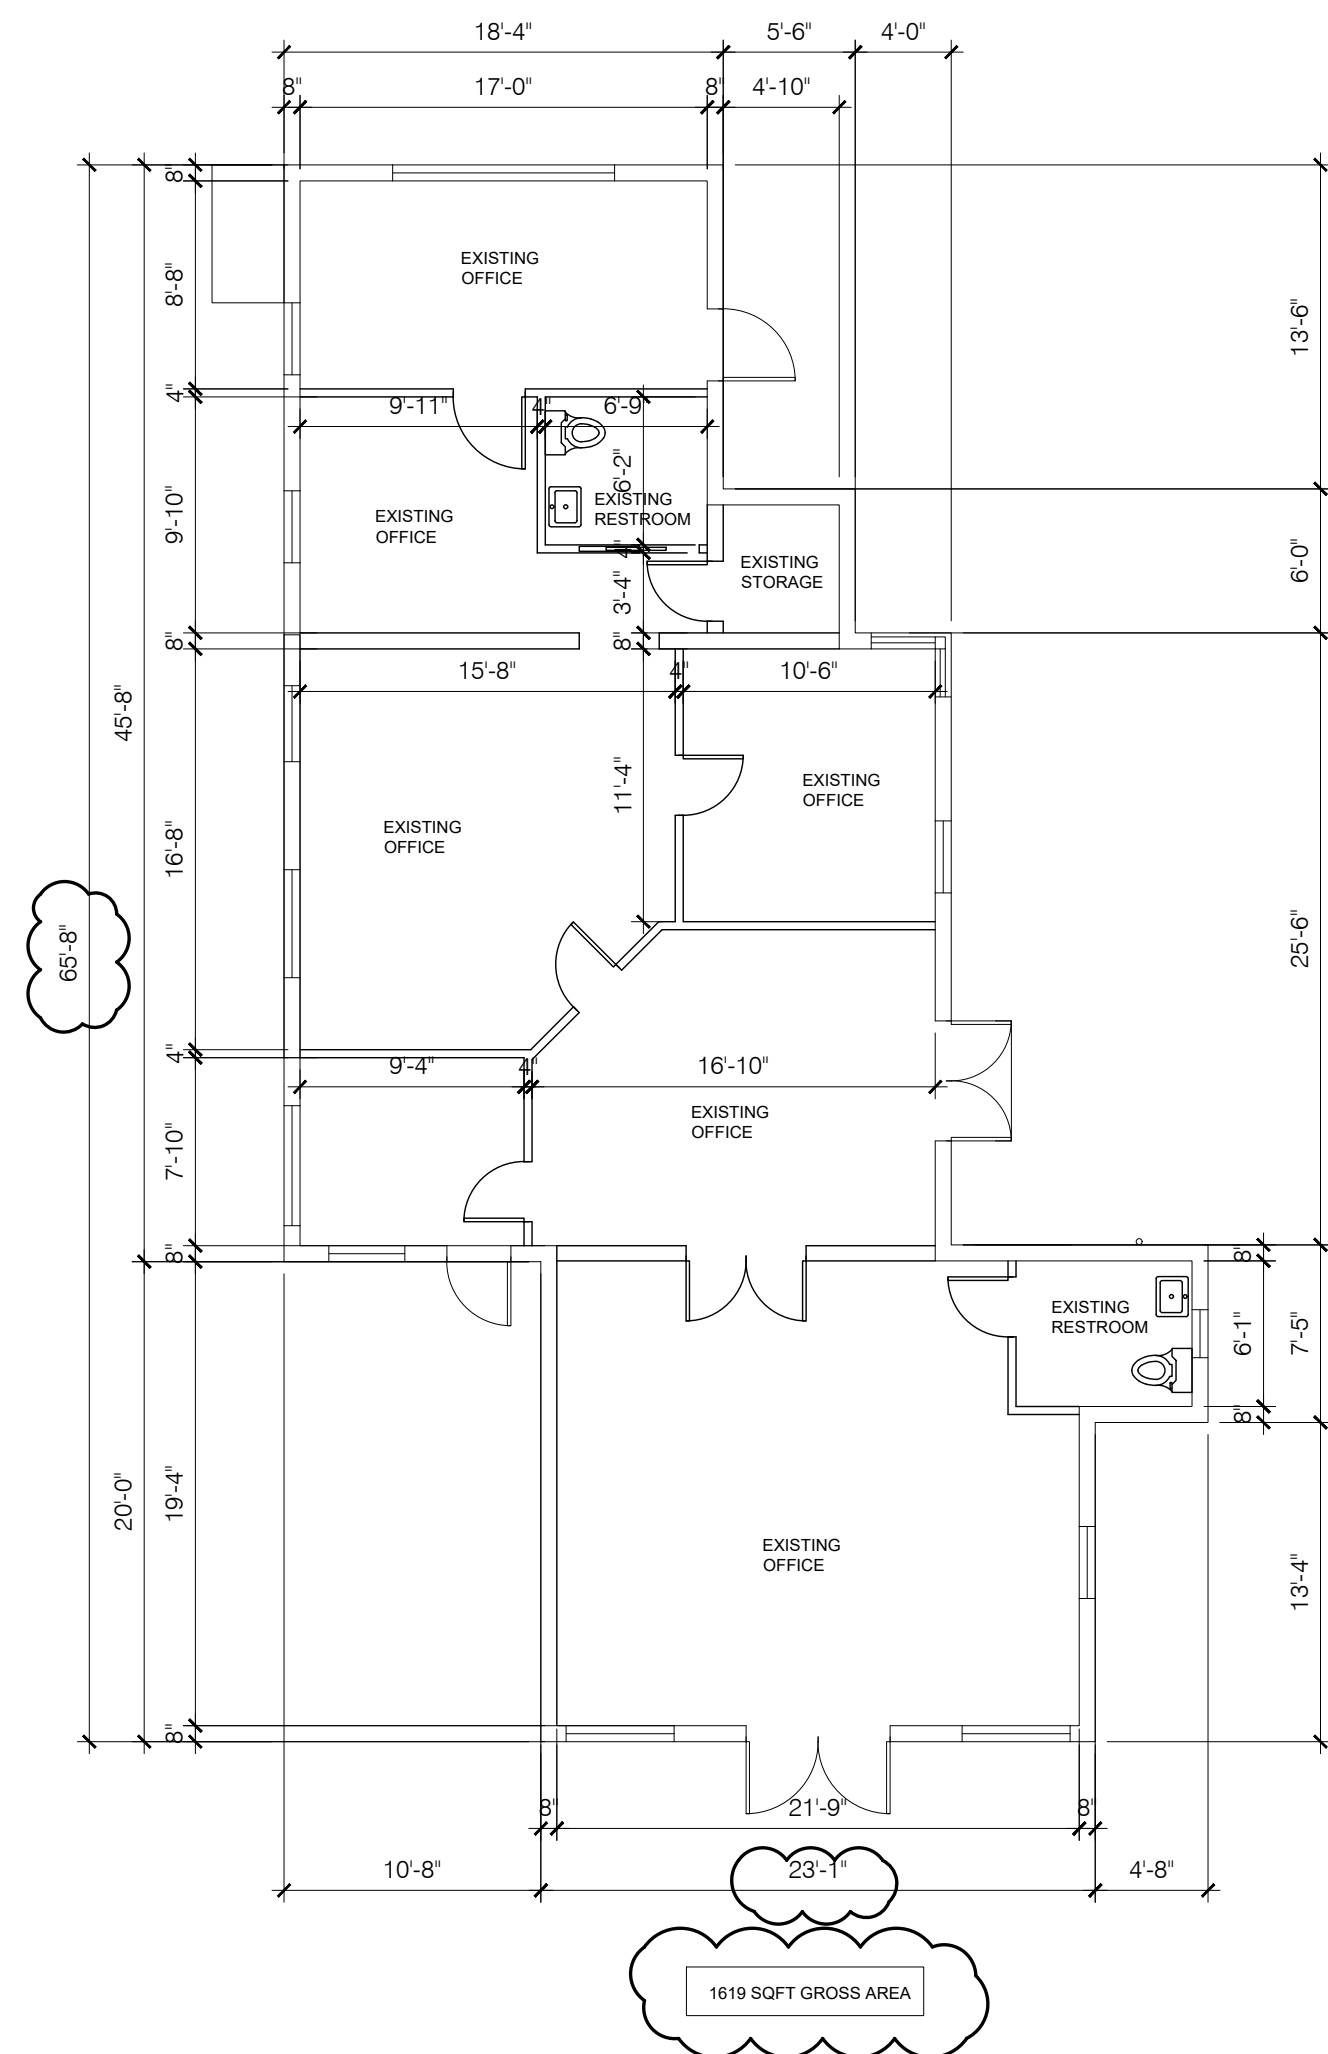 18'-4"
5'-6"
4'-0"
8"
17'-0"
8"
4'-10"
8"
EXISTING
OFFICE
8'-8"
13'-6"
4"
9'-11"
4"
6'-9
6'-2"
EXISTING
RESTROOM
9'-10"
EXISTING
OFFICE
4"
EXISTING
STORAGE
6'-0"
3'-4"
8"
8"
15'-8"
4"
10'-6"
45'-8"
11'-4"
EXISTING
OFFICE
EXISTING
OFFICE
16'-8"
65'-8"
25'-6"
4"
9'-4"
4"
16'-10"
EXISTING
OFFICE
7'-10"
8"
8"
EXISTING
RESTROOM
6'-1"
7'-5"
8"
20'-0"
19'-4"
EXISTING
OFFICE
13'-4"
8"
8"
21'-9"
8"
10'-8"
23'-1"
4'-8"
1619 SQFT GROSS AREA